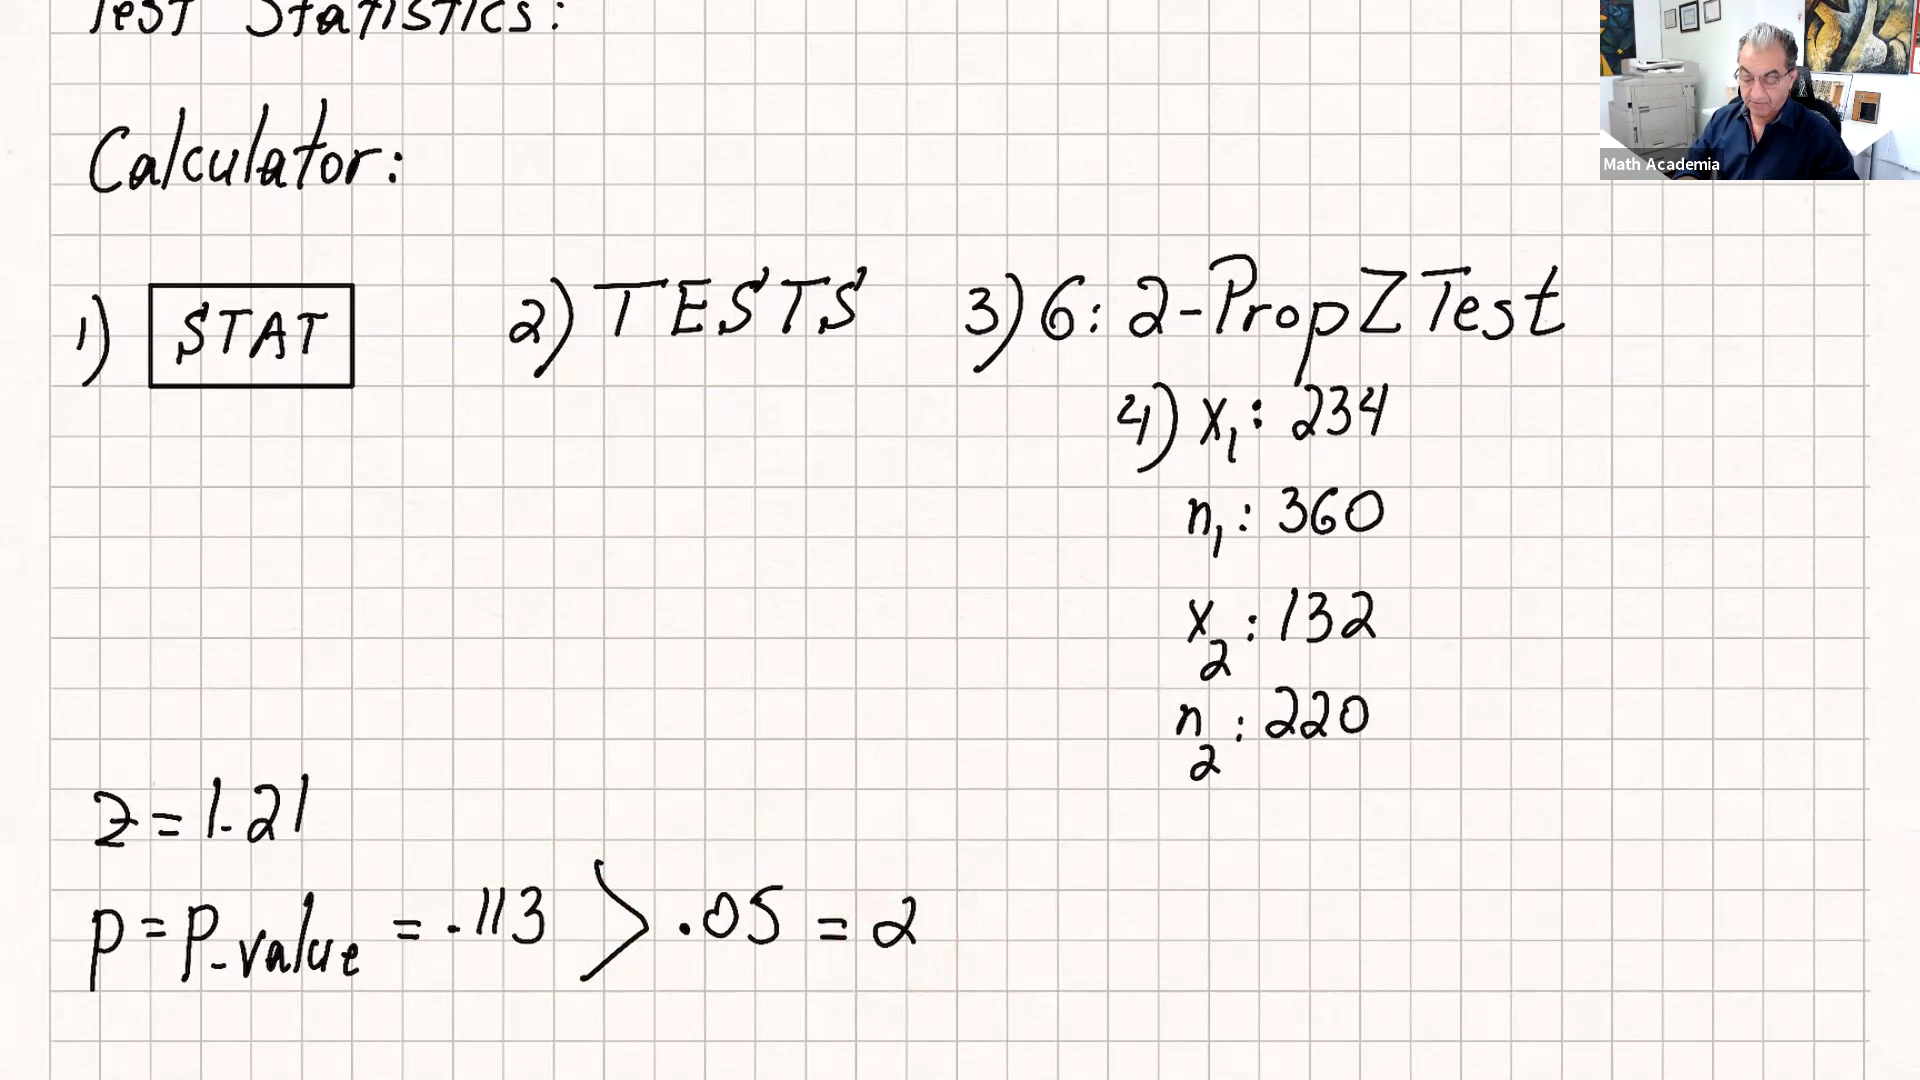 Test Statistics:
Calculator:
1) STAT 2) TESTS 3) 6: 2-PropZTest
4) x₁: 234
n₁: 360
x₂: 132
n₂: 220
z = 1.21
p = P-value = .113 > .05 = 2
Math Academia